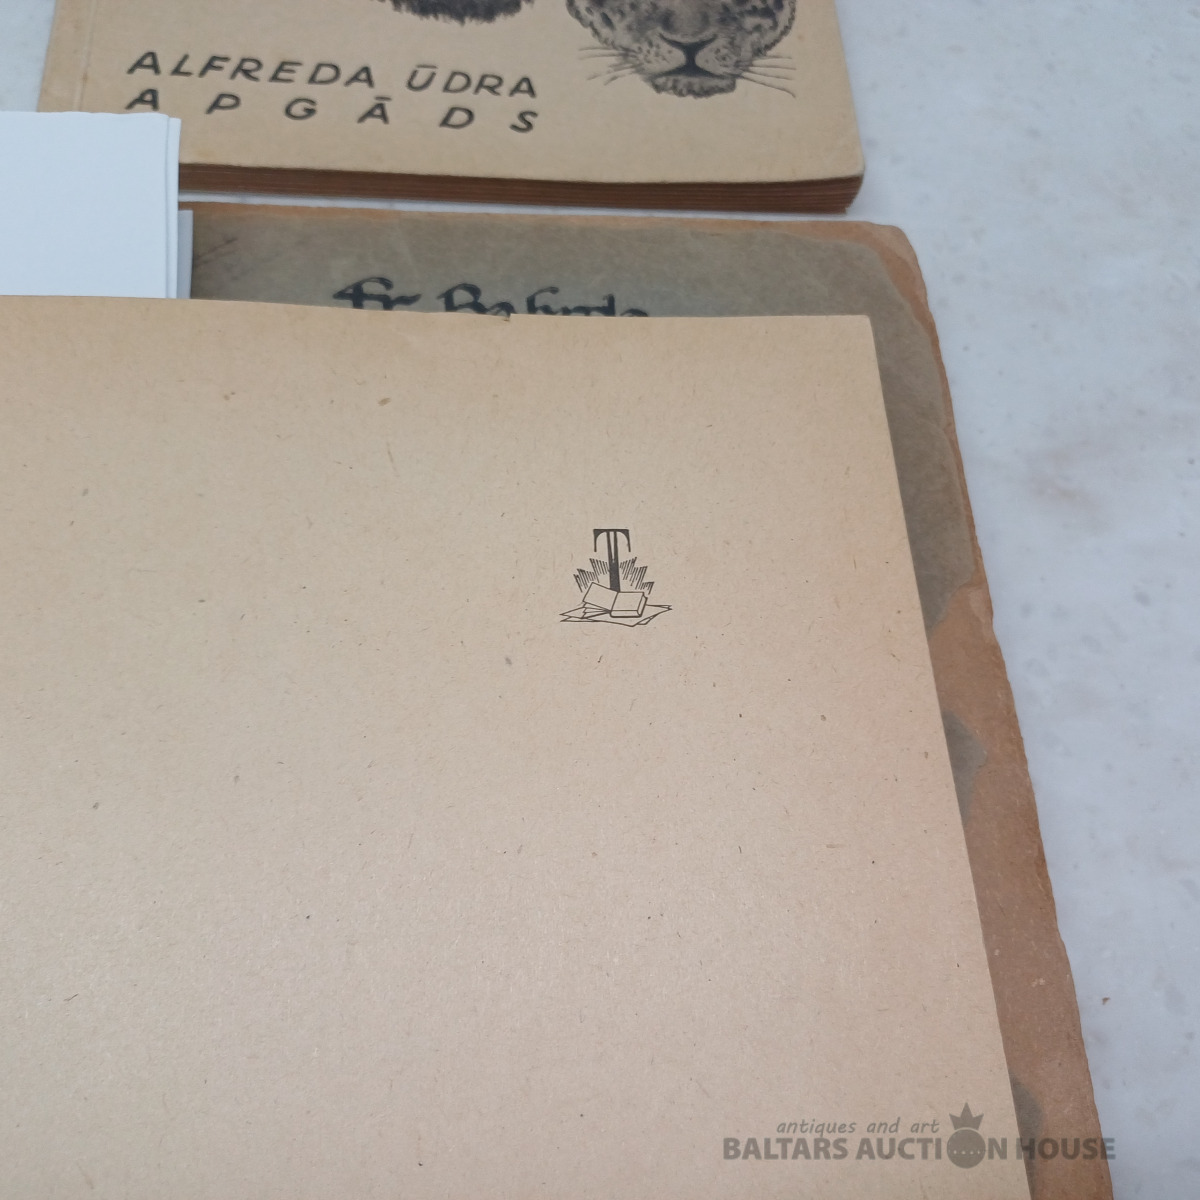 ALFREDA ŪDRA
APGĀDS
T
antiques and art
BALTARS AUCTION HOUSE